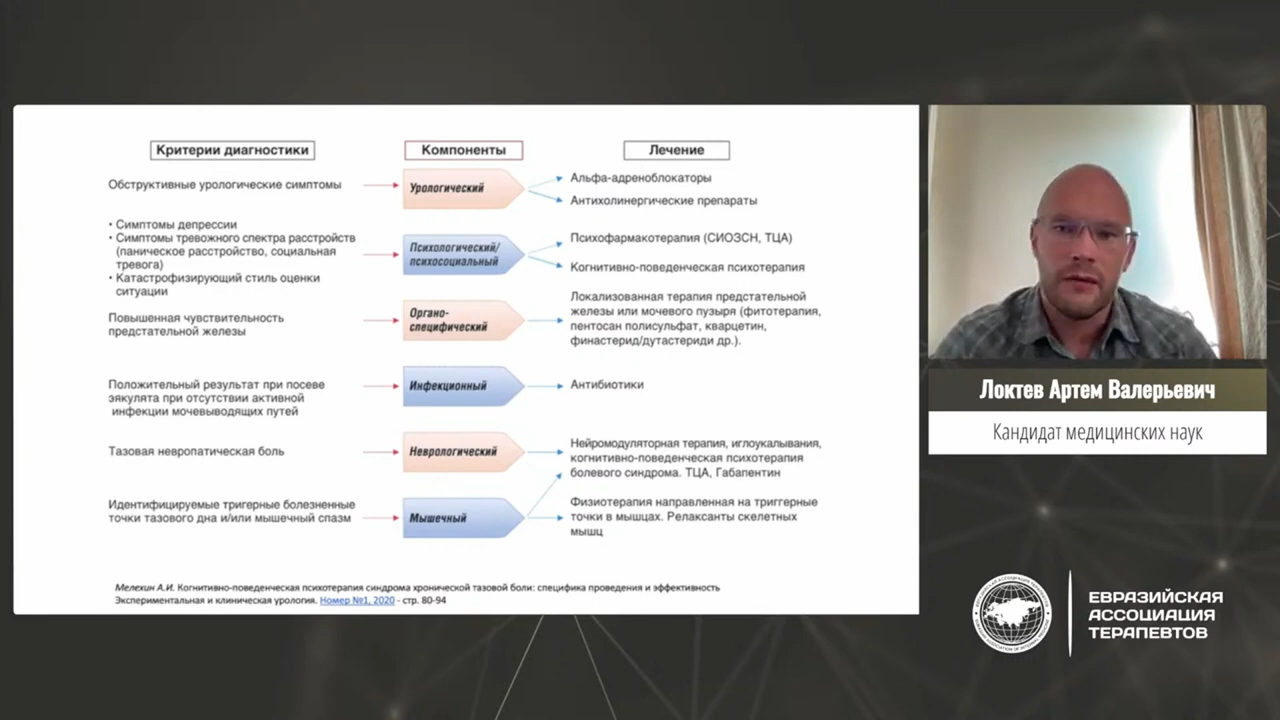 Критерии диагностики
Компоненты
Лечение
Обструктивные урологические симптомы
Урологический
Альфа-адреноблокаторы
Антихолинергические препараты
• Симптомы депрессии
• Симптомы тревожного спектра расстройств
(паническое расстройство, социальная
тревога)
• Катастрофизирующий стиль оценки
ситуации
Психологический/
психосоциальный
Психофармакотерапия (СИОЗСН, ТЦА)
Когнитивно-поведенческая психотерапия
Повышенная чувствительность
предстательной железы
Органо-
специфический
Локализованная терапия предстательной
железы или мочевого пузыря (фитотерапия,
пентосан полисульфат, кварцетин,
финастерид/дутастериди др.).
Положительный результат при посеве
эякулята при отсутствии активной
инфекции мочевыводящих путей
Инфекционный
Антибиотики
Тазовая невропатическая боль
Неврологический
Нейромодуляторная терапия, иглоукалывания,
когнитивно-поведенческая психотерапия
болевого синдрома. ТЦА, Габапентин
Идентифицируемые тригерные болезненные
точки тазового дна и/или мышечный спазм
Мышечный
Физиотерапия направленная на триггерные
точки в мышцах. Релаксанты скелетных
мышц
Мелехин А.И. Когнитивно-поведенческая психотерапия синдрома хронической тазовой боли: специфика проведения и эффективность
Экспериментальная и клиническая урология. Номер №1, 2020 - стр. 80-94
Локтев Артем Валерьевич
Кандидат медицинских наук
ЕВРАЗИЙСКАЯ
АССОЦИАЦИЯ
ТЕРАПЕВТОВ